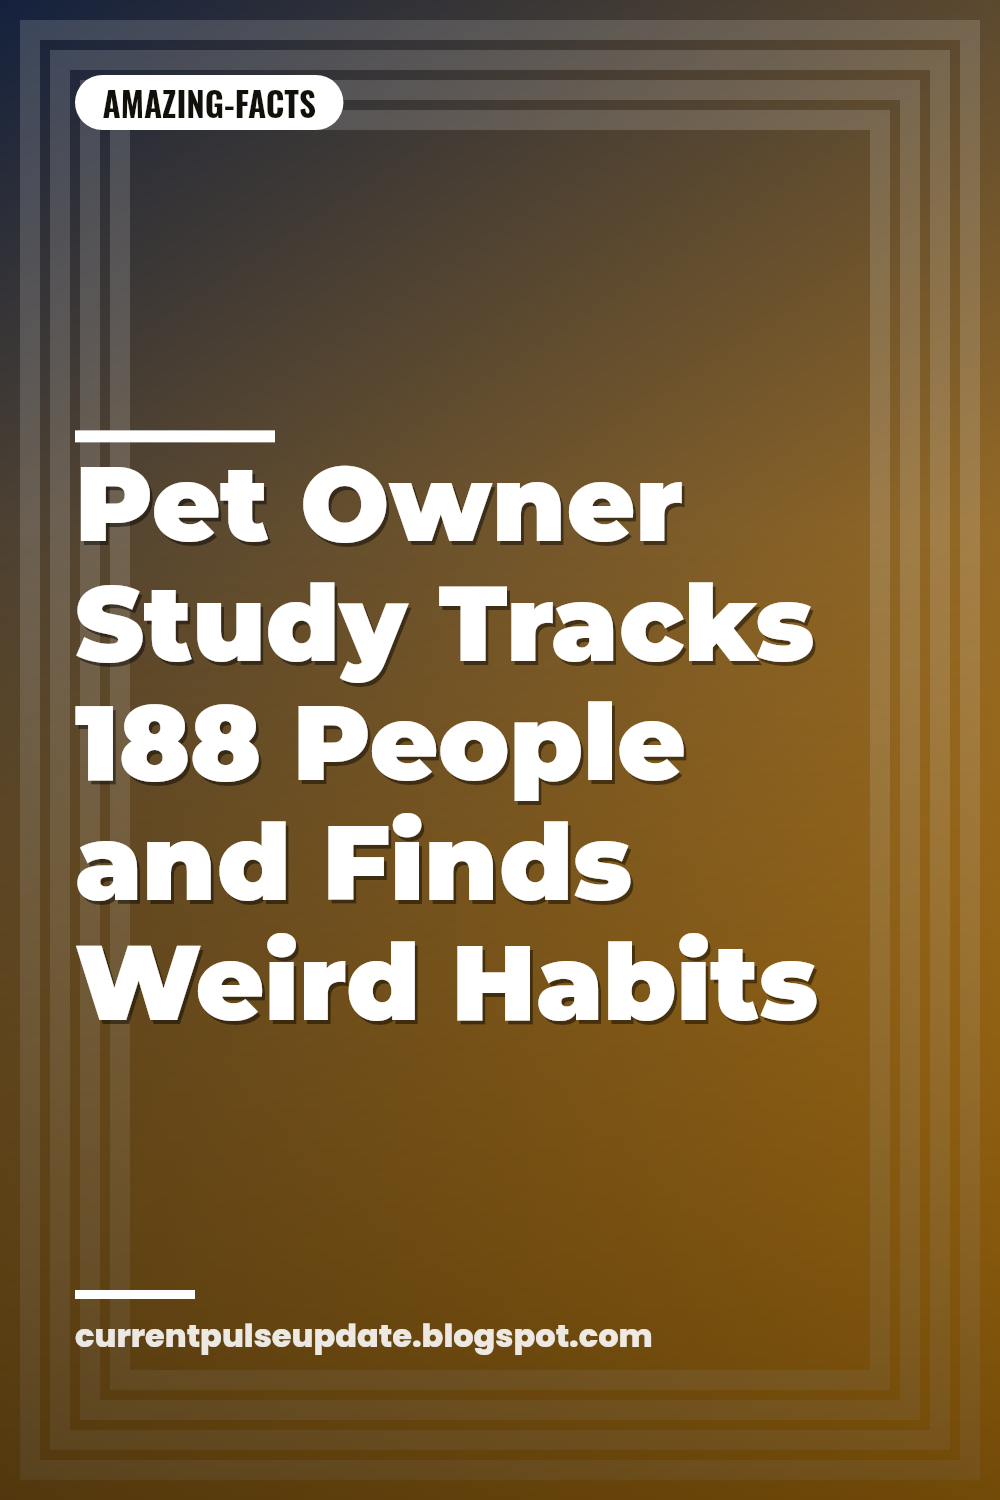 AMAZING-FACTS
Pet Owner
Study Tracks
188 People
and Finds
Weird Habits
currentpulseupdate.blogspot.com